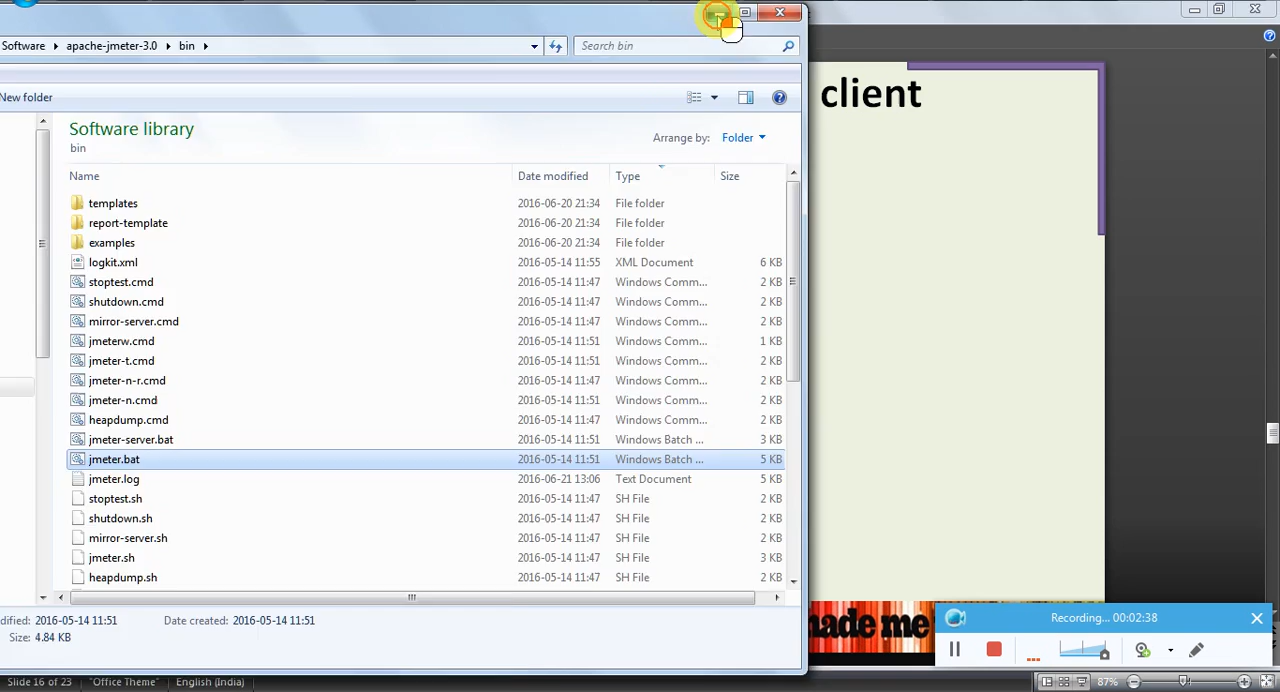 Software apache-jmeter-3.0 bin
Search bin
New folder
client
Software library
bin
Arrange by: Folder
Name Date modified Type Size
templates 2016-06-20 21:34 File folder
report-template 2016-06-20 21:34 File folder
examples 2016-06-20 21:34 File folder
logkit.xml 2016-05-14 11:55 XML Document 6 KB
stoptest.cmd 2016-05-14 11:47 Windows Comm... 2 KB
shutdown.cmd 2016-05-14 11:47 Windows Comm... 2 KB
mirror-server.cmd 2016-05-14 11:47 Windows Comm... 2 KB
jmeterw.cmd 2016-05-14 11:51 Windows Comm... 1 KB
jmeter-t.cmd 2016-05-14 11:51 Windows Comm... 2 KB
jmeter-n-r.cmd 2016-05-14 11:47 Windows Comm... 2 KB
jmeter-n.cmd 2016-05-14 11:51 Windows Comm... 2 KB
heapdump.cmd 2016-05-14 11:47 Windows Comm... 2 KB
jmeter-server.bat 2016-05-14 11:51 Windows Batch ... 3 KB
jmeter.bat 2016-05-14 11:51 Windows Batch ... 5 KB
jmeter.log 2016-06-21 13:06 Text Document 5 KB
stoptest.sh 2016-05-14 11:47 SH File 2 KB
shutdown.sh 2016-05-14 11:47 SH File 2 KB
mirror-server.sh 2016-05-14 11:47 SH File 2 KB
jmeter.sh 2016-05-14 11:47 SH File 3 KB
heapdump.sh 2016-05-14 11:47 SH File 2 KB
dified: 2016-05-14 11:51 Date created: 2016-05-14 11:51
Size: 4.84 KB
made me
Recording... 00:02:38
Slide 16 of 23 "Office Theme" English (India) 87%